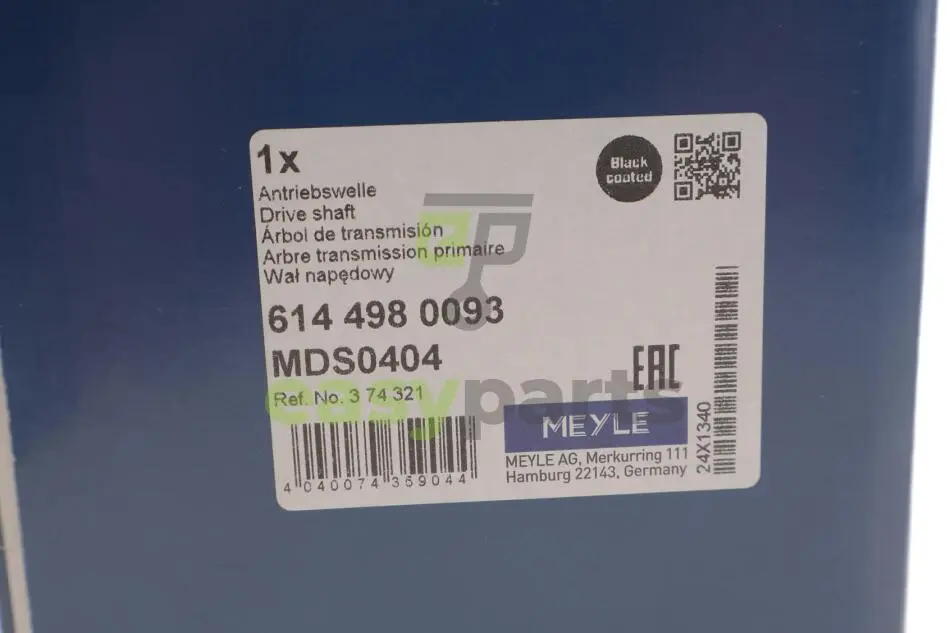 1x
Antriebswelle
Drive shaft
Árbol de transmisión
Arbre transmission primaire
Wał napędowy
614 498 0093
MDS0404
Ref. No. 3 74 321
4 040074 359044
Black
coated
EAC
MEYLE
MEYLE AG, Merkurring 111
Hamburg 22143, Germany
24X1340
ep
easyparts